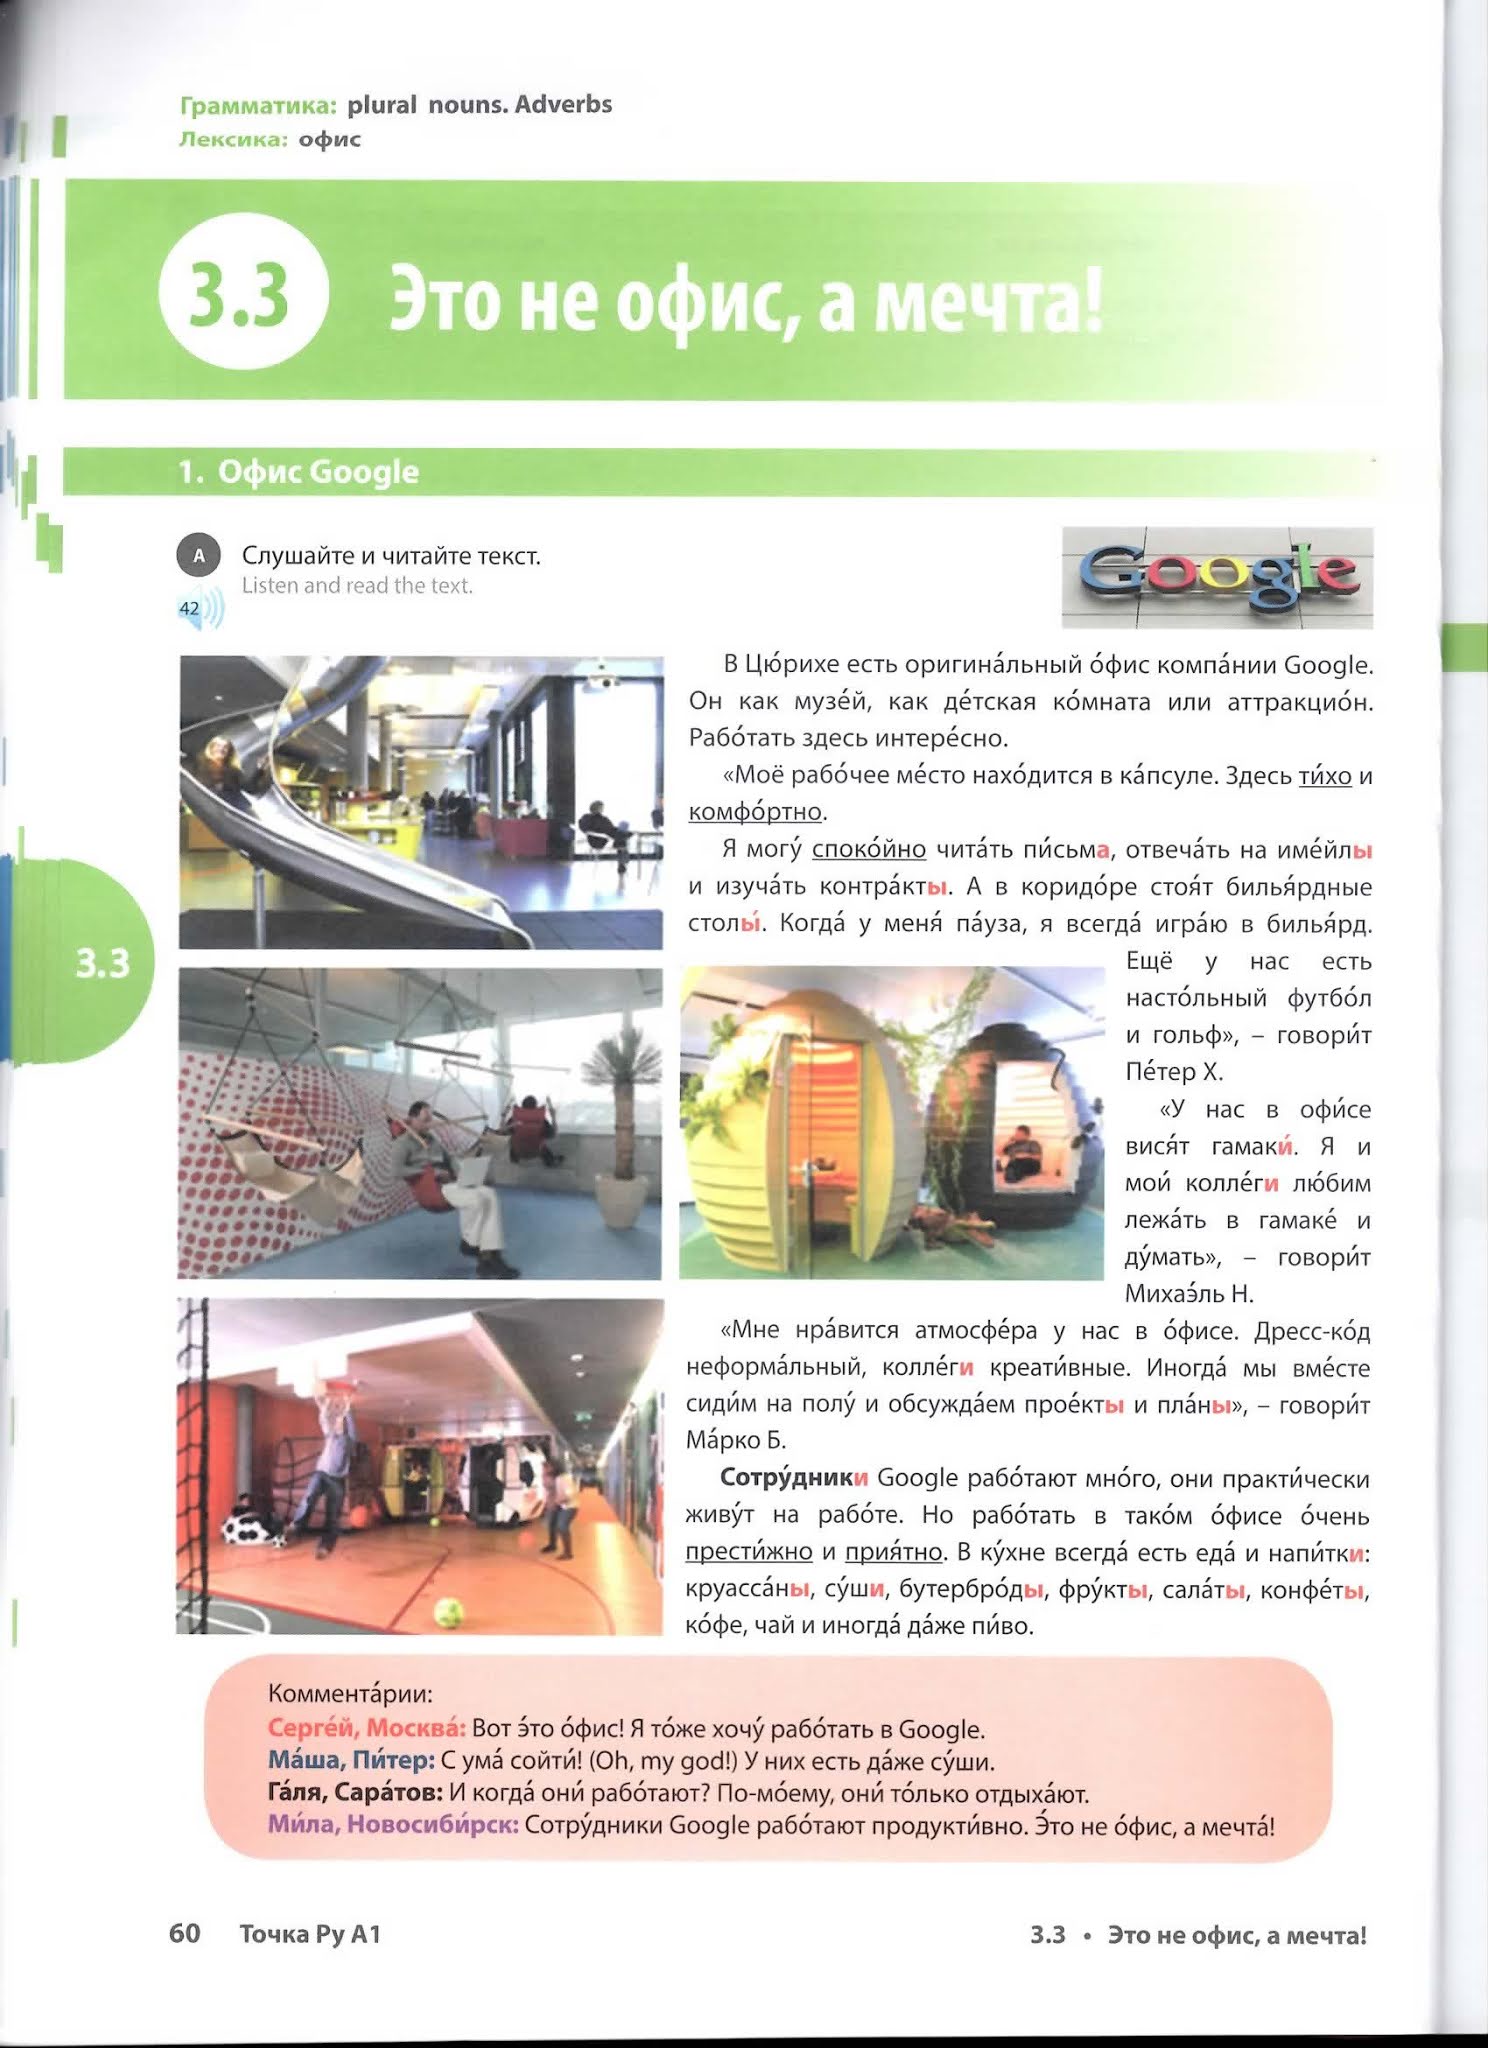 Грамматика: plural nouns. Adverbs
Лексика: офис
3.3 Это не офис, а мечта!
1. Офис Google
А Слушайте и читайте текст.
42 Listen and read the text.
Google
В Цю́рихе есть оригина́льный о́фис компа́нии Google.
Он как музе́й, как де́тская ко́мната или аттракцио́н.
Рабо́тать здесь интере́сно.
«Моё рабо́чее ме́сто нахо́дится в ка́псуле. Здесь ти́хо и
комфо́ртно.
Я могу́ споко́йно чита́ть пи́сьма, отвеча́ть на име́йлы
и изуча́ть контра́кты. А в коридо́ре стоя́т билья́рдные
столы́. Когда́ у меня́ па́уза, я всегда́ игра́ю в билья́рд.
Ещё у нас есть
насто́льный футбо́л
и гольф», – говори́т
Пе́тер Х.
«У нас в офи́се
вися́т гамаки́. Я и
мои́ колле́ги лю́бим
лежа́ть в гамаке́ и
ду́мать», – говори́т
Михаэ́ль Н.
«Мне нра́вится атмосфе́ра у нас в о́фисе. Дресс-ко́д
неформа́льный, колле́ги креати́вные. Иногда́ мы вме́сте
сиди́м на полу́ и обсужда́ем прое́кты и пла́ны», – говори́т
Ма́рко Б.
Сотру́дники Google рабо́тают мно́го, они практи́чески
живу́т на рабо́те. Но рабо́тать в тако́м о́фисе о́чень
прести́жно и прия́тно. В ку́хне всегда́ есть еда́ и напи́тки:
круасса́ны, су́ши, бутербро́ды, фру́кты, сала́ты, конфе́ты,
ко́фе, чай и иногда́ да́же пи́во.
3.3
Коммента́рии:
Серге́й, Москва́: Вот э́то о́фис! Я то́же хочу́ рабо́тать в Google.
Ма́ша, Пи́тер: С ума́ сойти́! (Oh, my god!) У них есть да́же су́ши.
Га́ля, Сара́тов: И когда́ они́ рабо́тают? По-мо́ему, они́ то́лько отдыха́ют.
Ми́ла, Новосиби́рск: Сотру́дники Google рабо́тают продукти́вно. Э́то не о́фис, а мечта́!
60 Точка Ру А1
3.3 • Это не офис, а мечта!